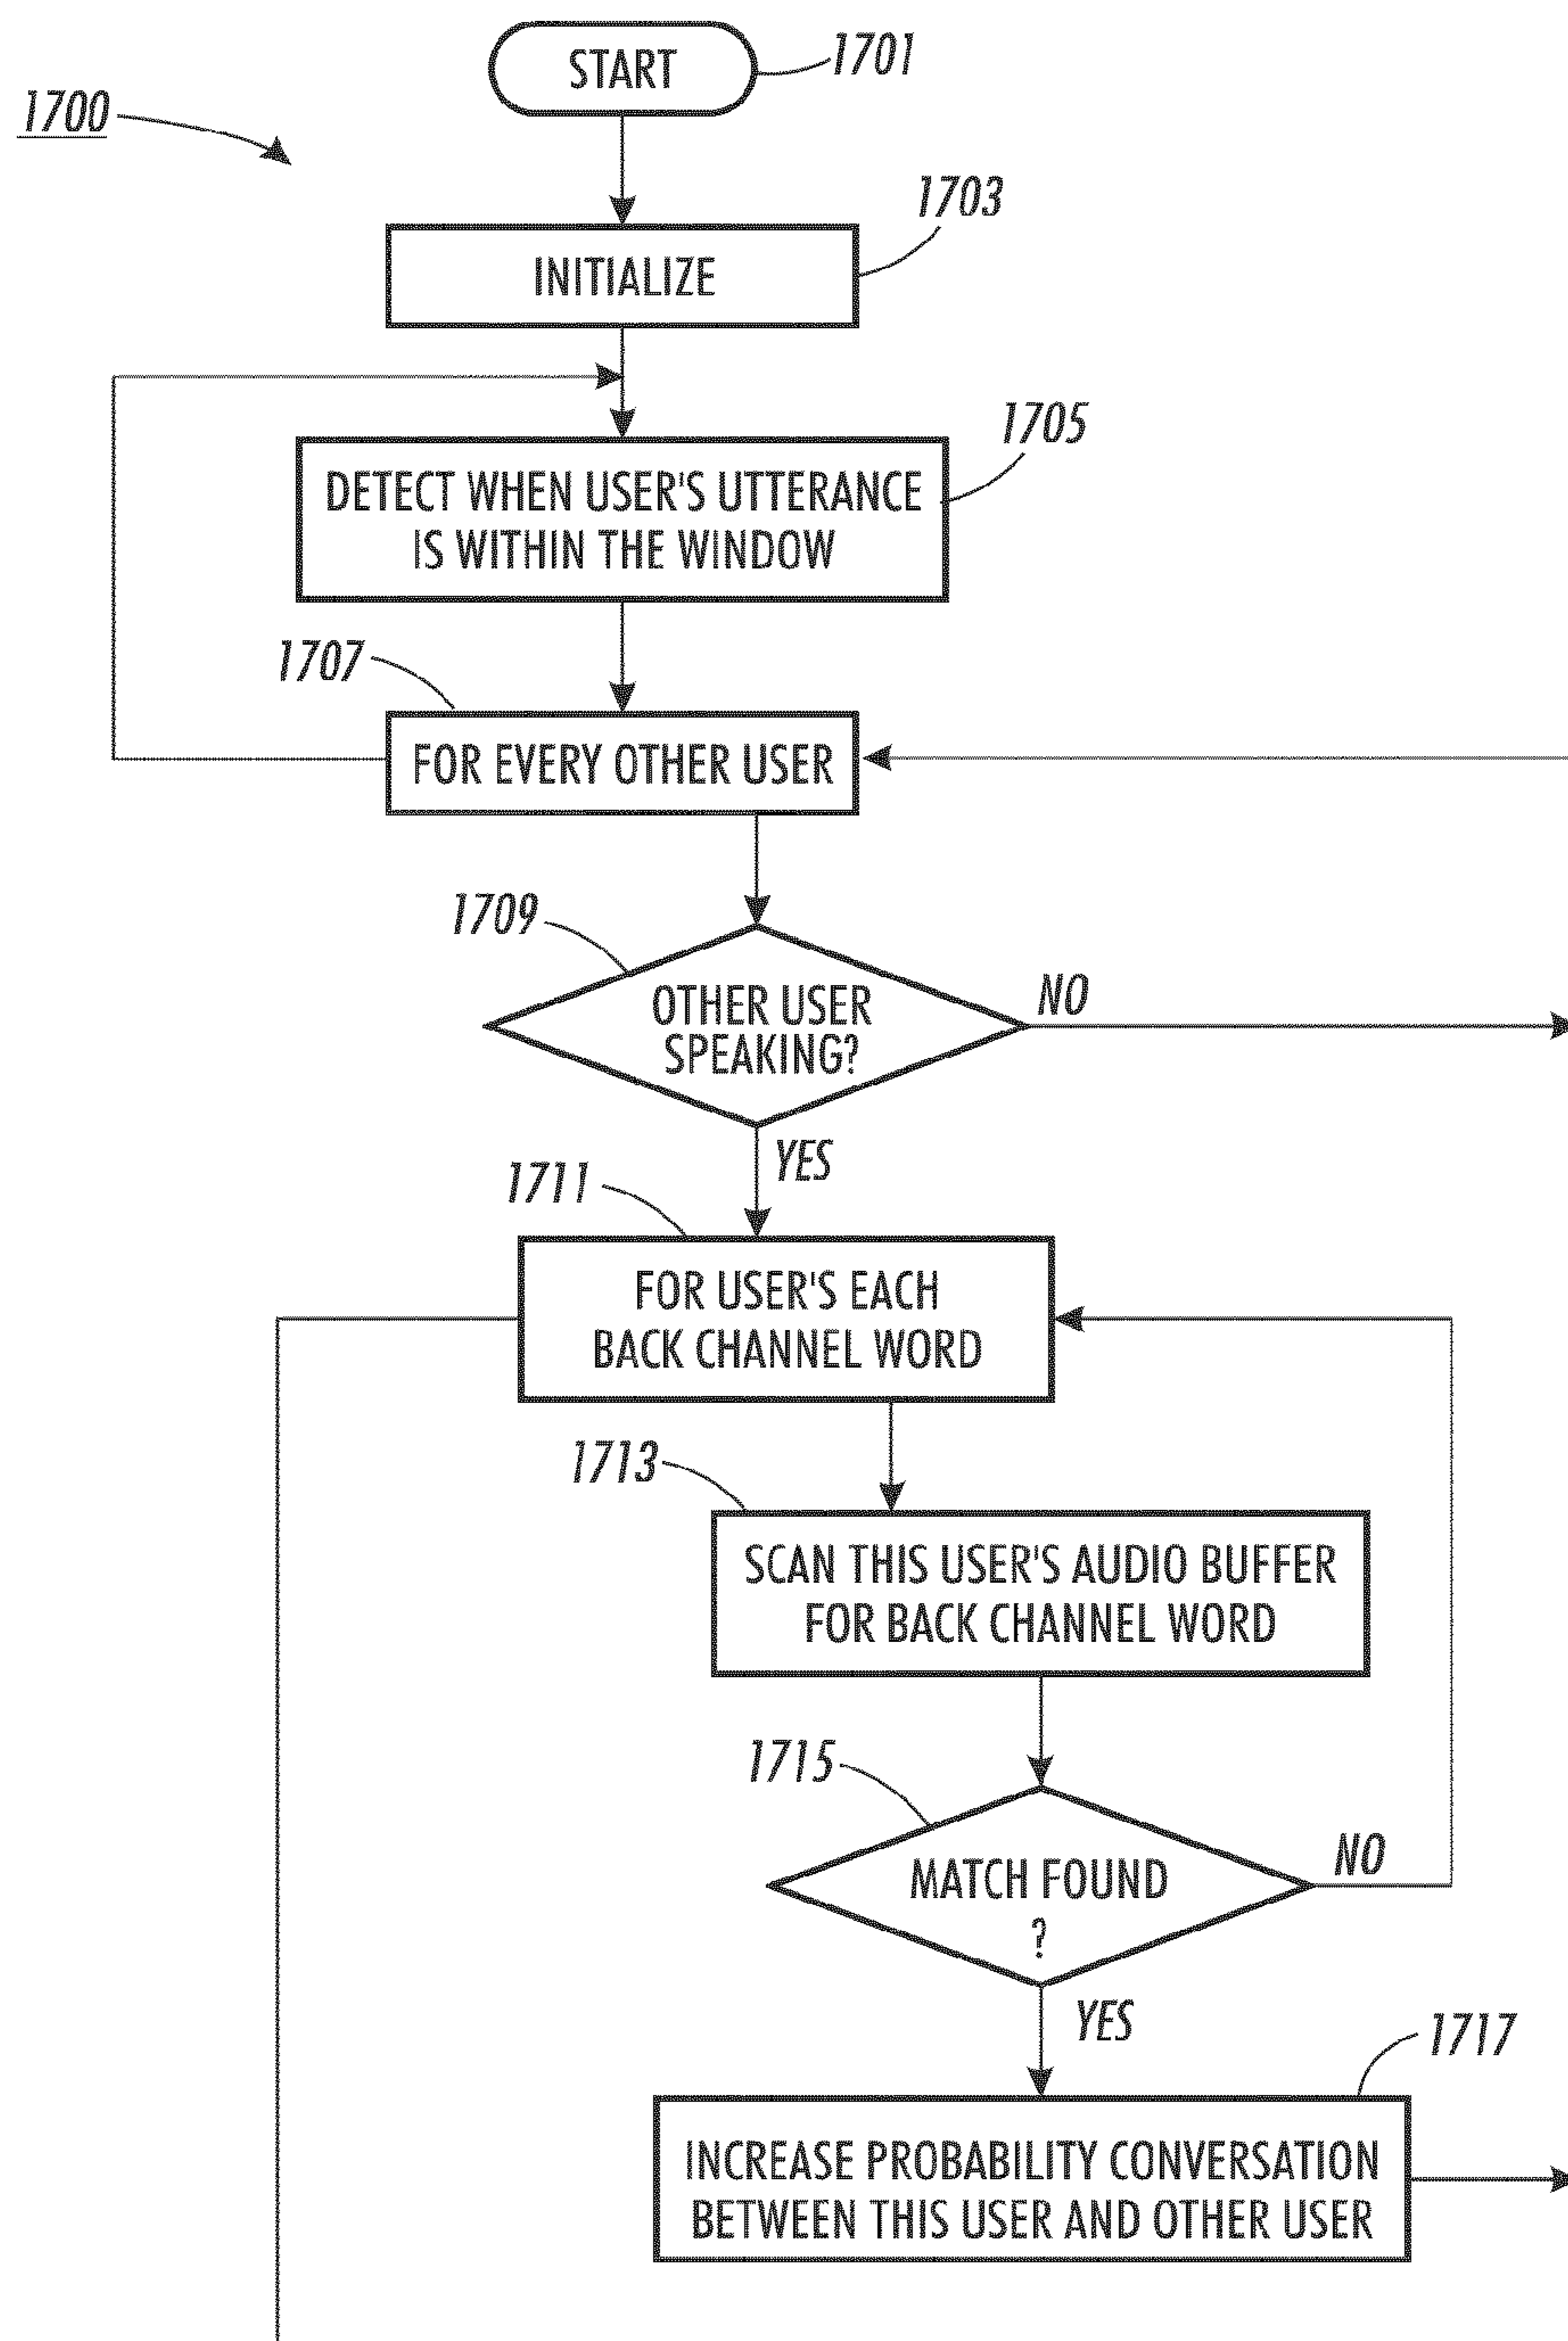 START
1701
1700
1703
INITIALIZE
1705
DETECT WHEN USER'S UTTERANCE
IS WITHIN THE WINDOW
1707
FOR EVERY OTHER USER
1709
OTHER USER
SPEAKING?
NO
YES
1711
FOR USER'S EACH
BACK CHANNEL WORD
1713
SCAN THIS USER'S AUDIO BUFFER
FOR BACK CHANNEL WORD
1715
MATCH FOUND
?
NO
YES
1717
INCREASE PROBABILITY CONVERSATION
BETWEEN THIS USER AND OTHER USER